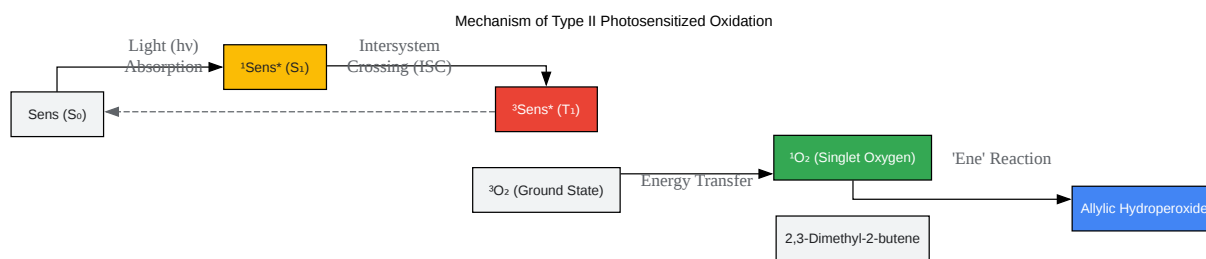 Mechanism of Type II Photosensitized Oxidation
Light (hν)
Absorption
¹Sens* (S₁)
Intersystem
Crossing (ISC)
Sens (S₀)
³Sens* (T₁)
¹O₂ (Singlet Oxygen)
'Ene' Reaction
³O₂ (Ground State)
Energy Transfer
Allylic Hydroperoxide
2,3-Dimethyl-2-butene